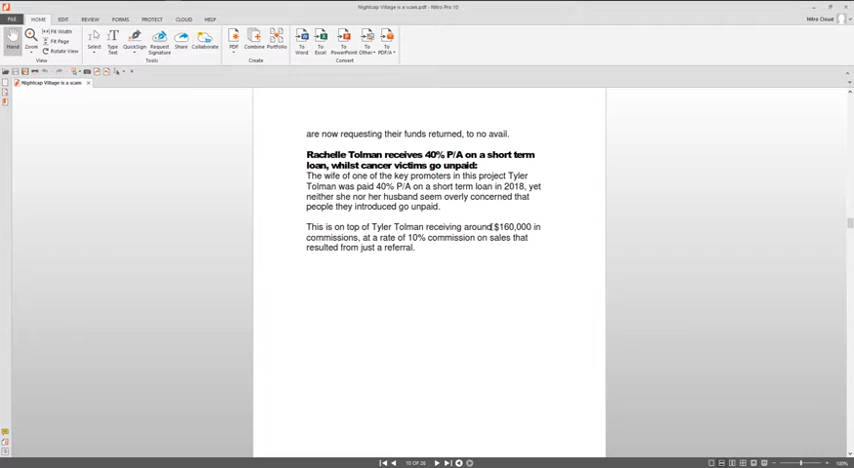 Nightcap Village is a scam.pdf - Nitro Pro 10
FILE HOME EDIT REVIEW FORMS PROTECT CLOUD HELP
Nitro Cloud
Hand Zoom Fit Width Fit Page Rotate View
Select Type Text QuickSign Request Signature Share Collaborate
PDF Combine Portfolio
To Word To Excel To PowerPoint To Other To PDF/A
View Tools Create Convert
Nightcap Village is a scam
are now requesting their funds returned, to no avail.
Rachelle Tolman receives 40% P/A on a short term
loan, whilst cancer victims go unpaid:
The wife of one of the key promoters in this project Tyler
Tolman was paid 40% P/A on a short term loan in 2018, yet
neither she nor her husband seem overly concerned that
people they introduced go unpaid.
This is on top of Tyler Tolman receiving around $160,000 in
commissions, at a rate of 10% commission on sales that
resulted from just a referral.
10 OF 26
100%